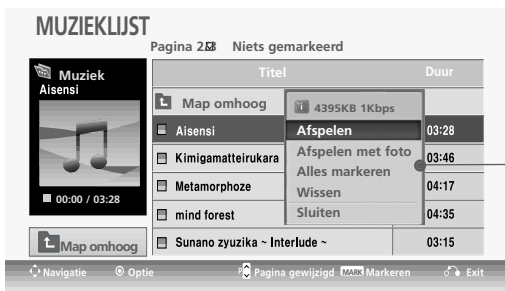 MUZIEKLIJST
Niets gemarkeerd
Pagina
Muziek
Aisensi
00:00 / 03:28
Map omhoog
Titel
Duur
Map omhoog
Aisensi 03:28
Kimigamatteirukara 03:46
Metamorphoze 04:17
mind forest 04:35
Sunano zyuzika ~ Interlude ~ 03:15
4395KB 1Kbps
Afspelen
Afspelen met foto
Alles markeren
Wissen
Sluiten
Navigatie
Optie
Pagina gewijzigd
MARK Markeren
Exit